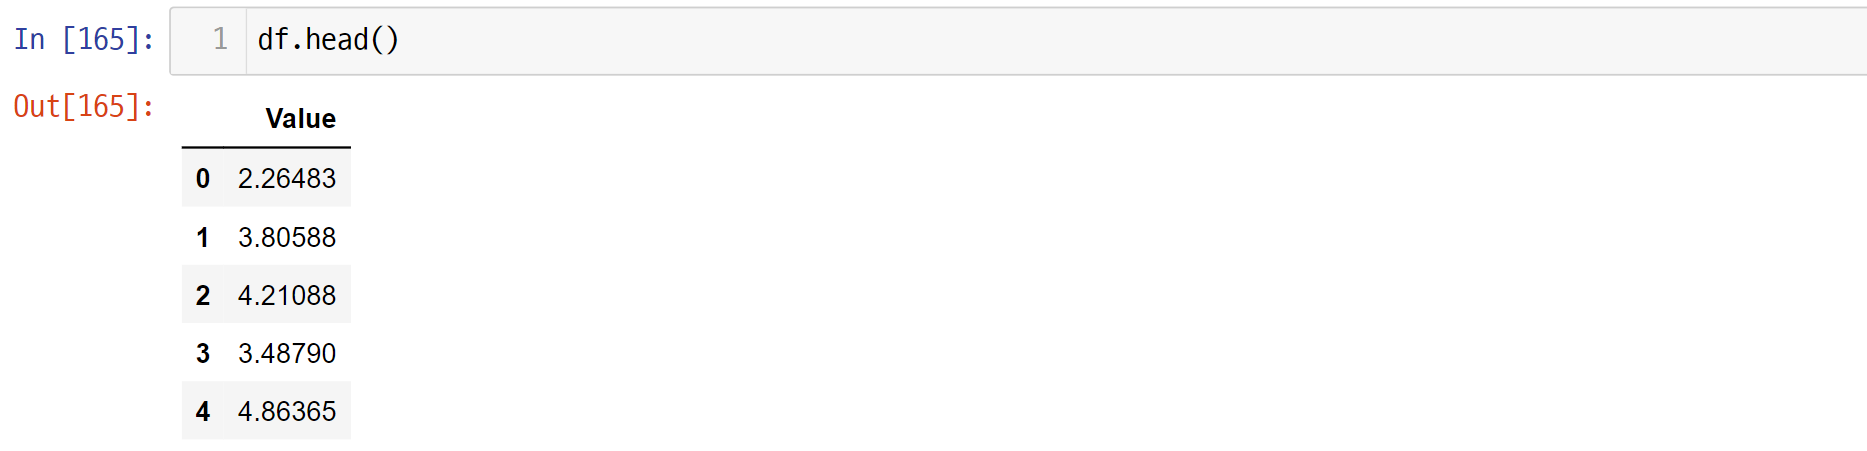 In [165]: 1 df.head()
Out[165]:
Value
0 2.26483
1 3.80588
2 4.21088
3 3.48790
4 4.86365